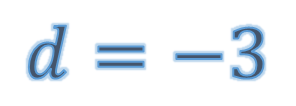 d = −3